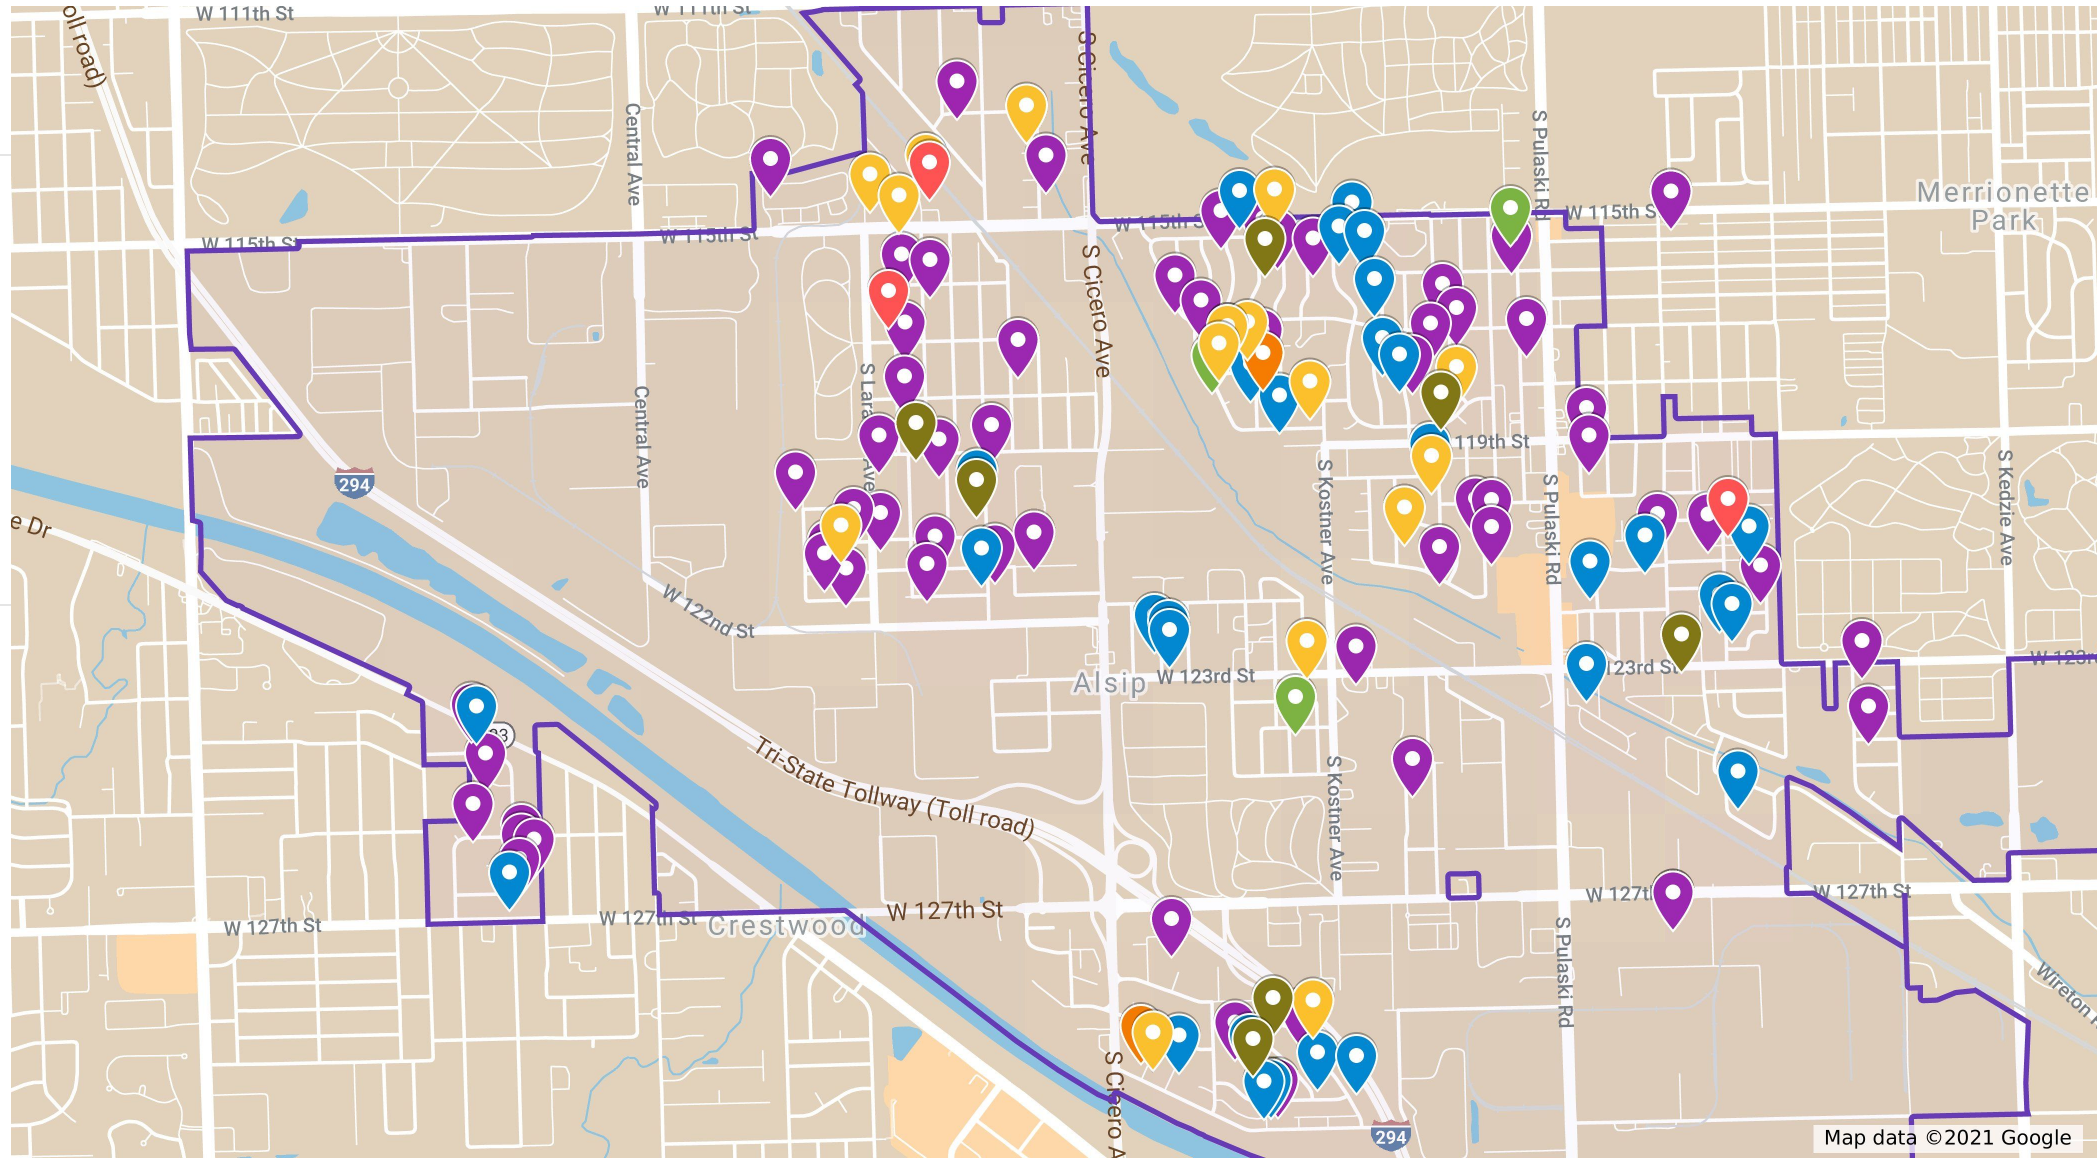 W 111th St
W 111th St
oll road)
S Cicero Ave
Central Ave
S Pulaski Rd
Merrionette
Park
W 115th St
W 115th St
W 115th S
W 115th S
S Cicero Ave
Central Ave
S Lara
Ave
119th St
S Kedzie Ave
S Kostner Ave
S Pulaski Rd
294
e Dr
W 122nd St
Alsip
W 123rd St
23rd St
W 123r
Tri-State Tollway (Toll road)
S Kostner Ave
W 127th St
W 127th St
W 127th St
W 127t
W 127th St
Crestwood
S Pulaski Rd
Wireton
S Cicero A
294
Map data ©2021 Google